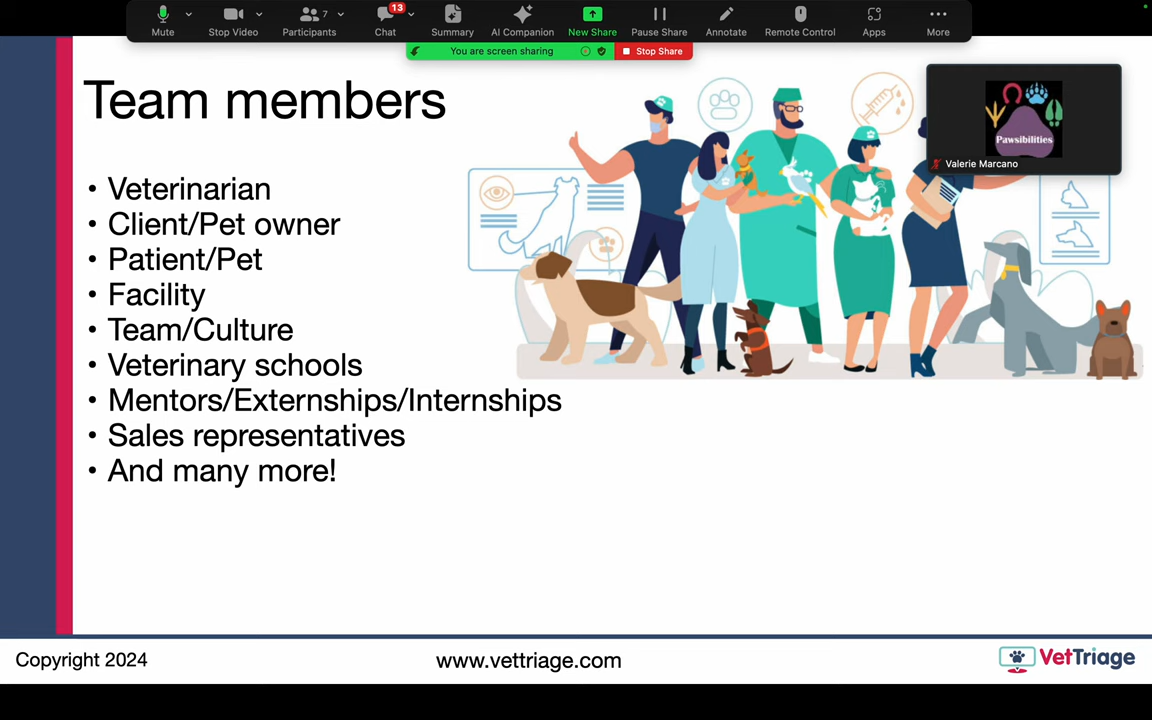 13
7
Mute
Stop Video
Participants
Chat
Summary
AI Companion
New Share
Pause Share
Annotate
Remote Control
Apps
More
You are screen sharing
Stop Share
Team members
Pawsibilities
Valerie Marcano
• Veterinarian
• Client/Pet owner
• Patient/Pet
• Facility
• Team/Culture
• Veterinary schools
• Mentors/Externships/Internships
• Sales representatives
• And many more!
Copyright 2024
www.vettriage.com
VetTriage